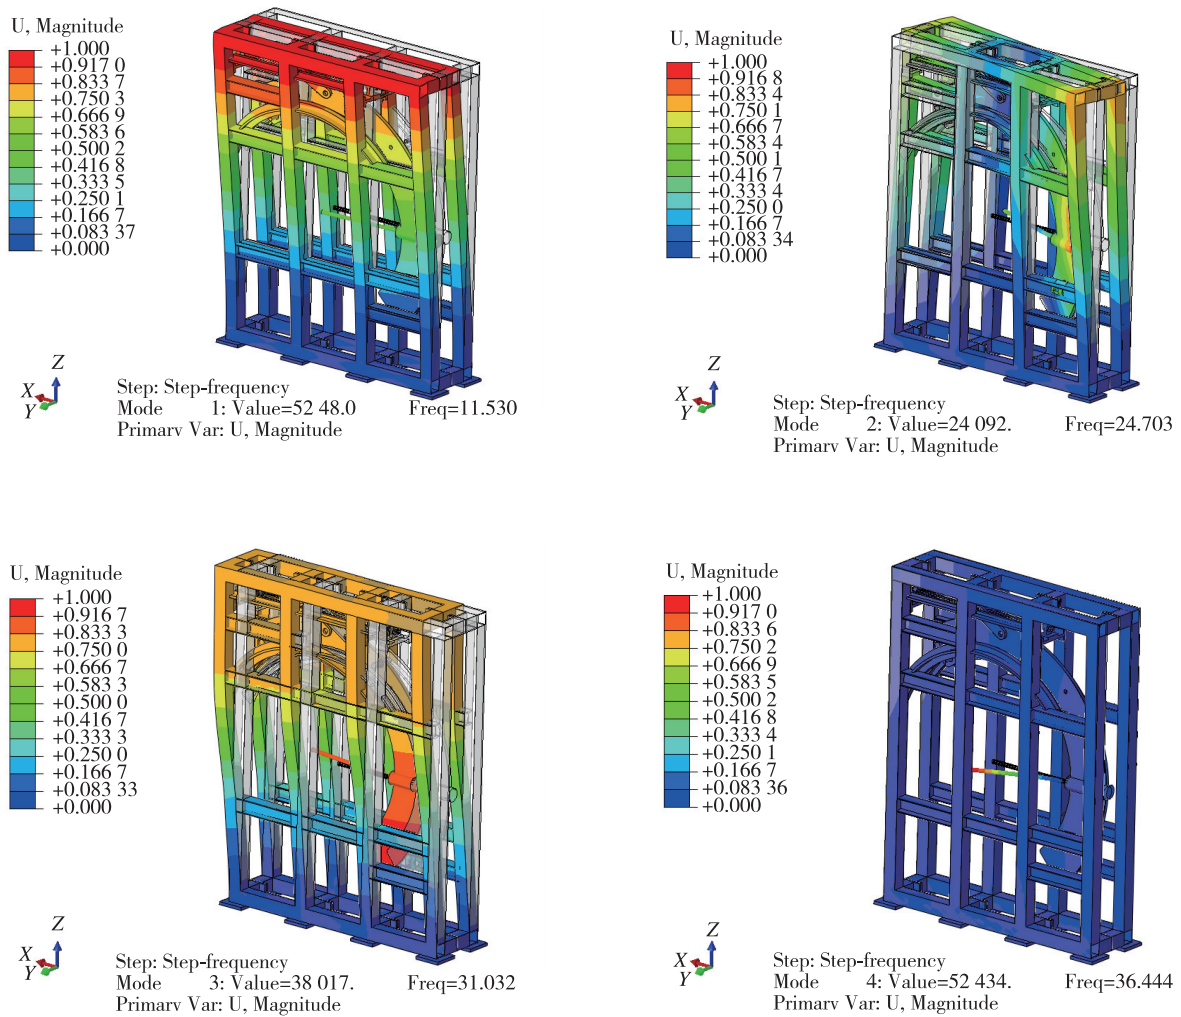 U, Magnitude
+1.000
+0.917 0
+0.833 7
+0.750 3
+0.666 9
+0.583 6
+0.500 2
+0.416 8
+0.333 5
+0.250 1
+0.166 7
+0.083 37
+0.000
Z
X
Y
Step: Step-frequency
Mode 1: Value=52 48.0 Freq=11.530
Primarv Var: U, Magnitude
U, Magnitude
+1.000
+0.916 8
+0.833 4
+0.750 1
+0.666 7
+0.583 4
+0.500 1
+0.416 7
+0.333 4
+0.250 0
+0.166 7
+0.083 34
+0.000
Z
X
Y
Step: Step-frequency
Mode 2: Value=24 092. Freq=24.703
Primarv Var: U, Magnitude
U, Magnitude
+1.000
+0.916 7
+0.833 3
+0.750 0
+0.666 7
+0.583 3
+0.500 0
+0.416 7
+0.333 3
+0.250 0
+0.166 7
+0.083 33
+0.000
Z
X
Y
Step: Step-frequency
Mode 3: Value=38 017. Freq=31.032
Primarv Var: U, Magnitude
U, Magnitude
+1.000
+0.917 0
+0.833 6
+0.750 2
+0.666 9
+0.583 5
+0.500 2
+0.416 8
+0.333 4
+0.250 1
+0.166 7
+0.083 36
+0.000
Z
X
Y
Step: Step-frequency
Mode 4: Value=52 434. Freq=36.444
Primarv Var: U, Magnitude